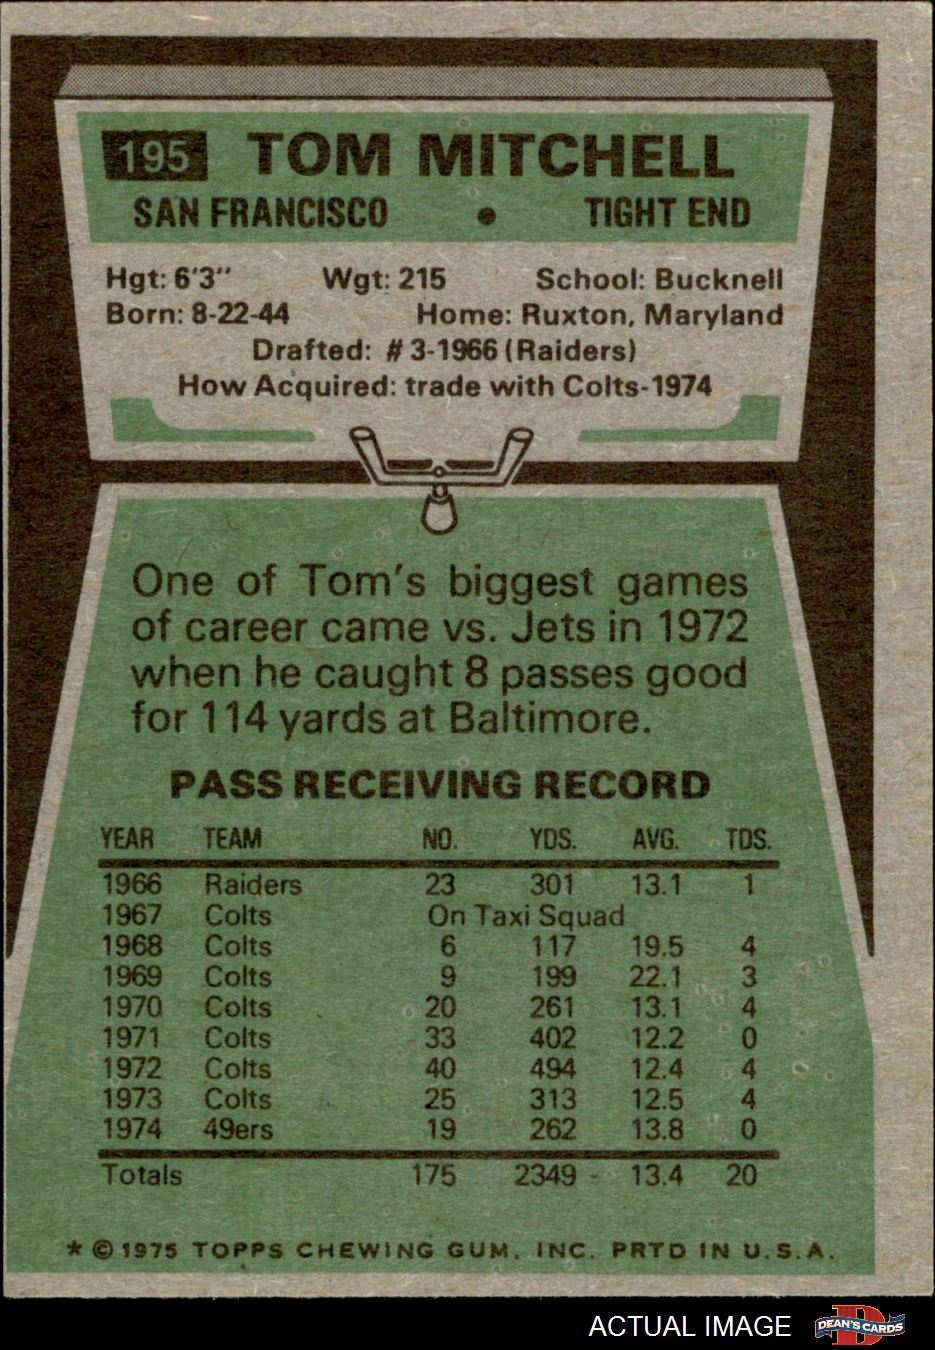 195 TOM MITCHELL
SAN FRANCISCO • TIGHT END
Hgt: 6'3" Wgt: 215 School: Bucknell
Born: 8-22-44 Home: Ruxton, Maryland
Drafted: #3-1966 (Raiders)
How Acquired: trade with Colts-1974
One of Tom's biggest games
of career came vs. Jets in 1972
when he caught 8 passes good
for 114 yards at Baltimore.
PASS RECEIVING RECORD
YEAR TEAM NO. YDS. AVG. TDS.
1966 Raiders 23 301 13.1 1
1967 Colts On Taxi Squad
1968 Colts 6 117 19.5 4
1969 Colts 9 199 22.1 3
1970 Colts 20 261 13.1 4
1971 Colts 33 402 12.2 0
1972 Colts 40 494 12.4 4
1973 Colts 25 313 12.5 4
1974 49ers 19 262 13.8 0
Totals 175 2349 13.4 20
* © 1975 TOPPS CHEWING GUM, INC. PRTD IN U.S.A.
ACTUAL IMAGE DEAN'S CARDS